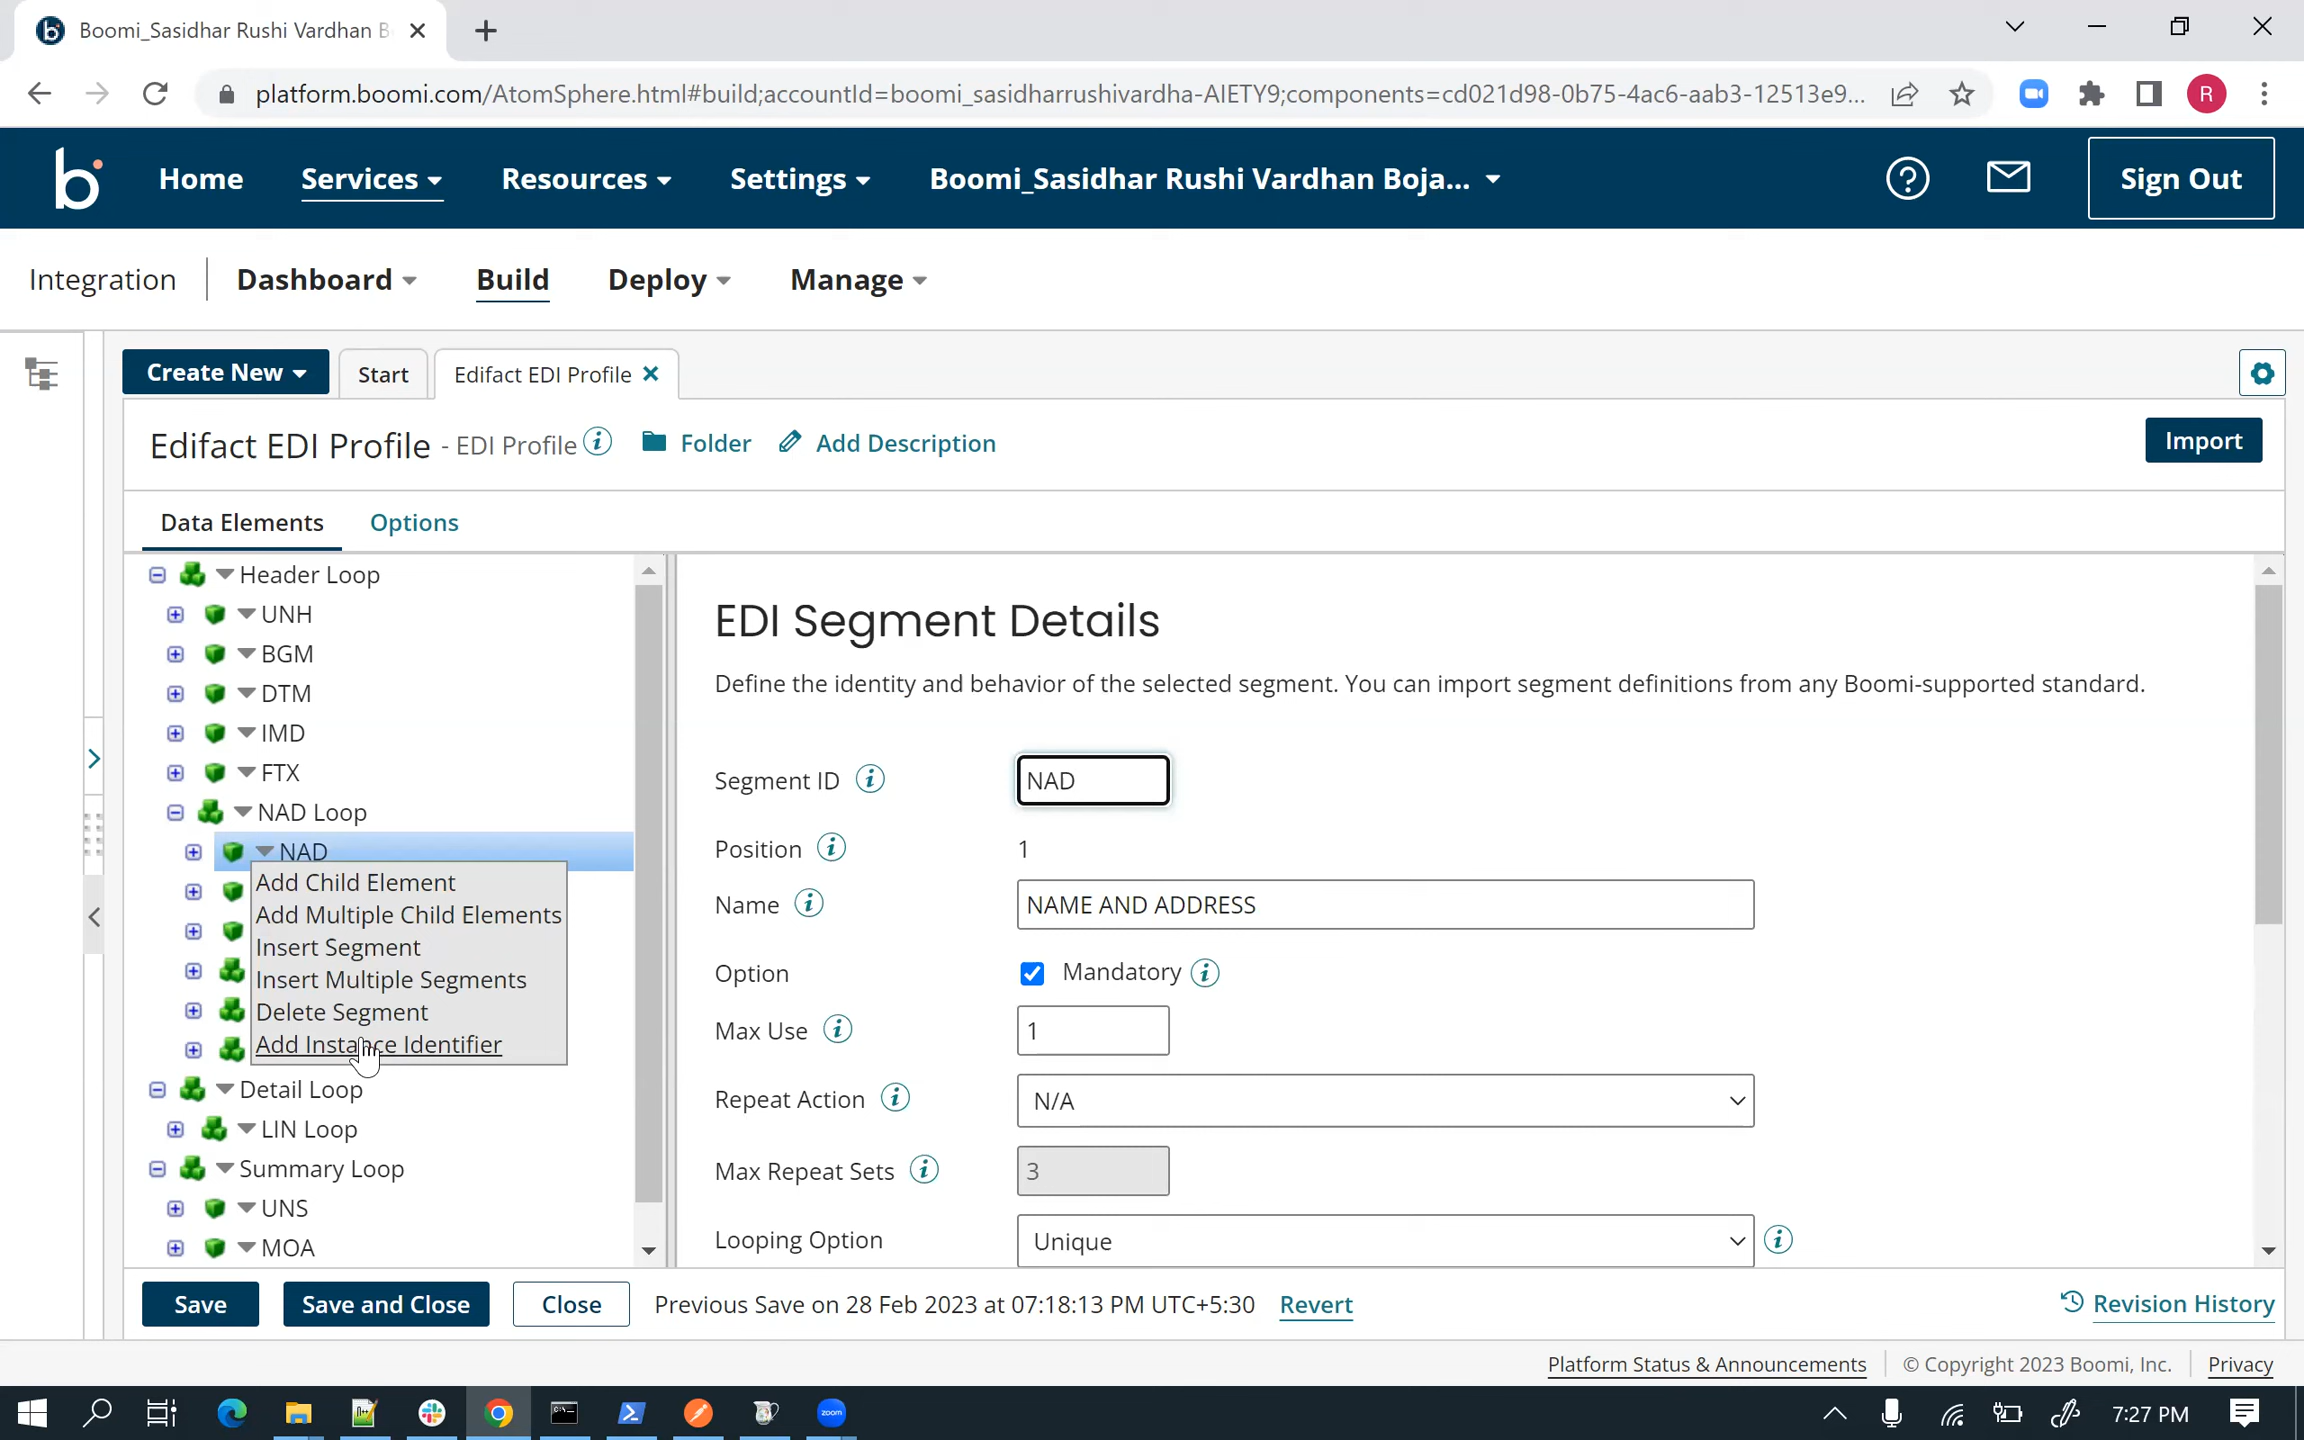 Boomi_Sasidhar Rushi Vardhan B
platform.boomi.com/AtomSphere.html#build;accountId=boomi_sasidharrushivardha-AIETY9;components=cd021d98-0b75-4ac6-aab3-12513e9...
R
b Home Services Resources Settings Boomi_Sasidhar Rushi Vardhan Boja... Sign Out
Integration Dashboard Build Deploy Manage
Create New Start Edifact EDI Profile
Edifact EDI Profile - EDI Profile Folder Add Description Import
Data Elements Options
Header Loop
UNH
BGM
DTM
IMD
FTX
NAD Loop
NAD
Add Child Element
Add Multiple Child Elements
Insert Segment
Insert Multiple Segments
Delete Segment
Add Instance Identifier
Detail Loop
LIN Loop
Summary Loop
UNS
MOA
EDI Segment Details
Define the identity and behavior of the selected segment. You can import segment definitions from any Boomi-supported standard.
Segment ID NAD
Position 1
Name NAME AND ADDRESS
Option Mandatory
Max Use 1
Repeat Action N/A
Max Repeat Sets 3
Looping Option Unique
Save Save and Close Close Previous Save on 28 Feb 2023 at 07:18:13 PM UTC+5:30 Revert Revision History
Platform Status & Announcements © Copyright 2023 Boomi, Inc. Privacy
zoom
7:27 PM